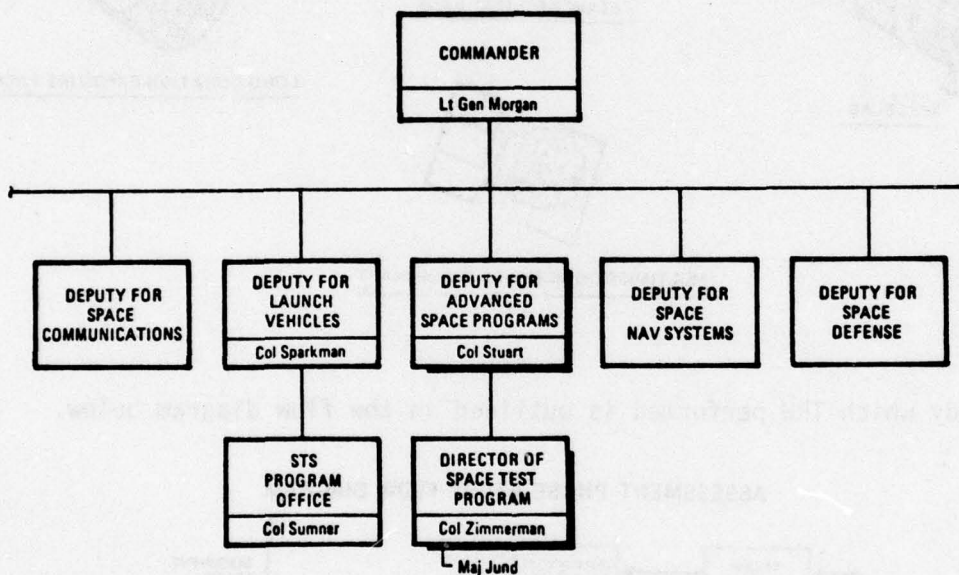 COMMANDER
Lt Gen Morgan
DEPUTY FOR
SPACE
COMMUNICATIONS
DEPUTY FOR
LAUNCH
VEHICLES
Col Sparkman
DEPUTY FOR
ADVANCED
SPACE PROGRAMS
Col Stuart
DEPUTY FOR
SPACE
NAV SYSTEMS
DEPUTY FOR
SPACE
DEFENSE
STS
PROGRAM
OFFICE
Col Sumner
DIRECTOR OF
SPACE TEST
PROGRAM
Col Zimmerman
Maj Jund